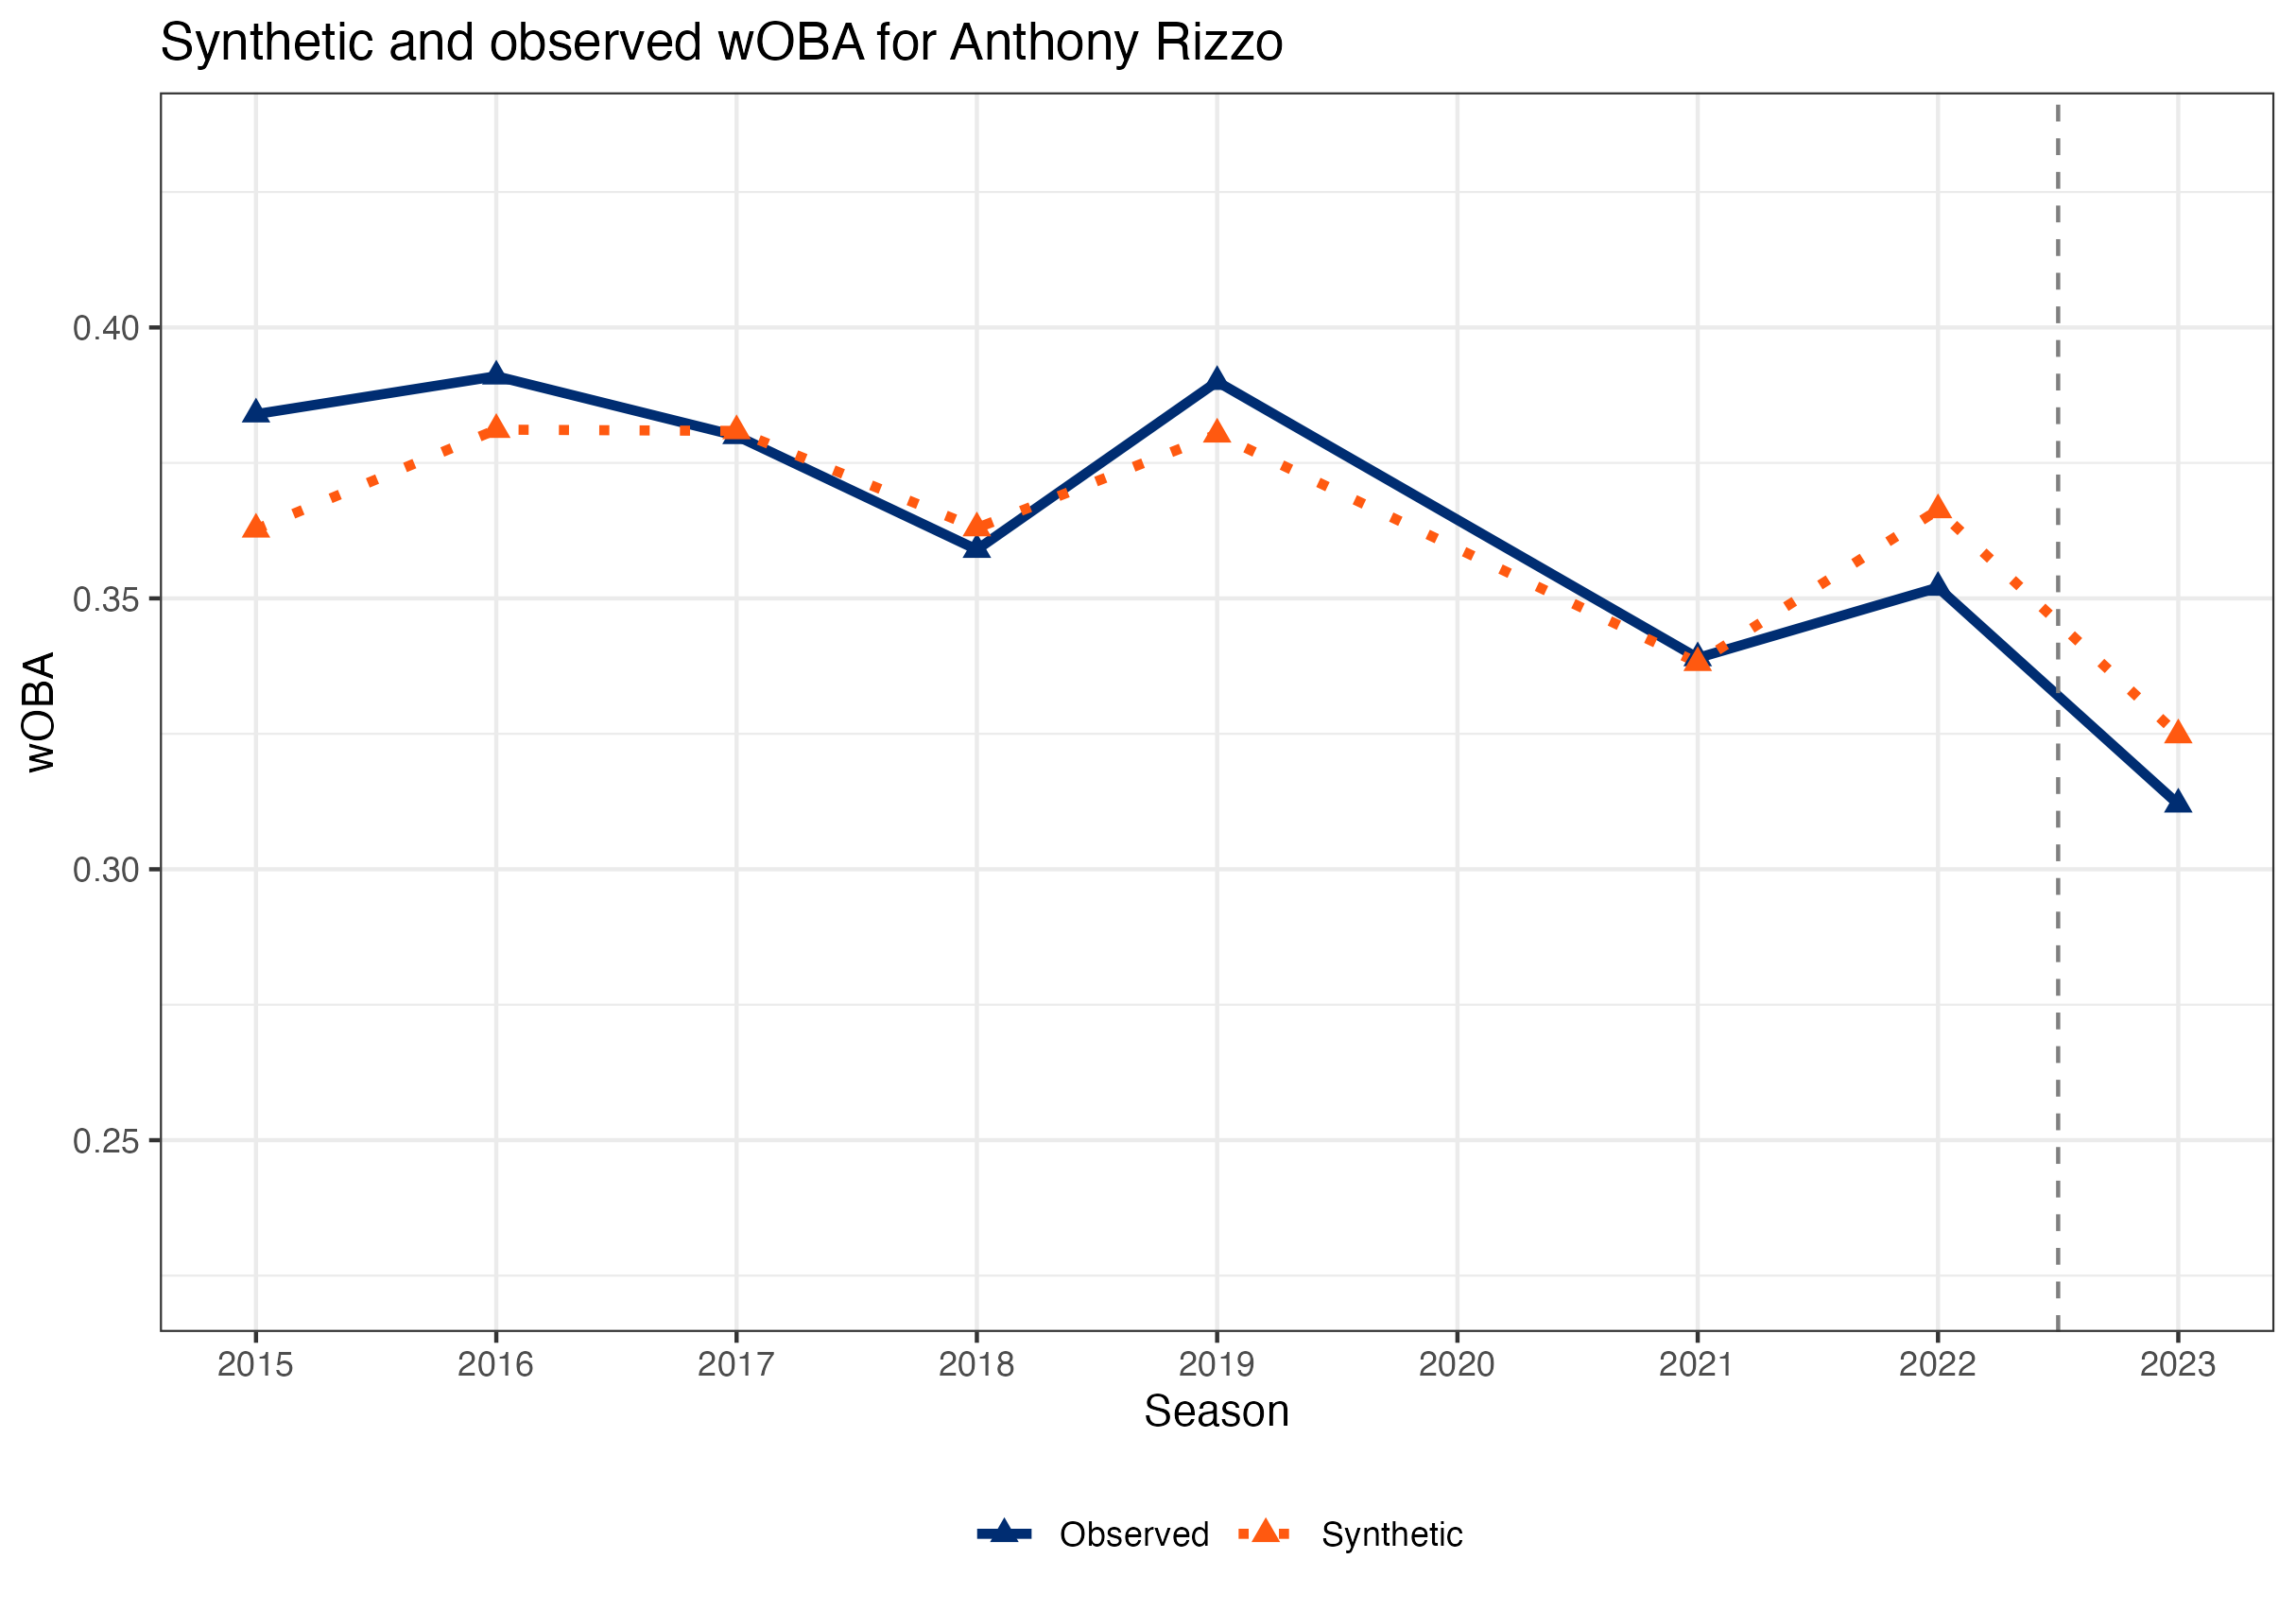 Synthetic and observed wOBA for Anthony Rizzo
wOBA
0.40
0.35
0.30
0.25
2015 2016 2017 2018 2019 2020 2021 2022 2023
Season
Observed Synthetic